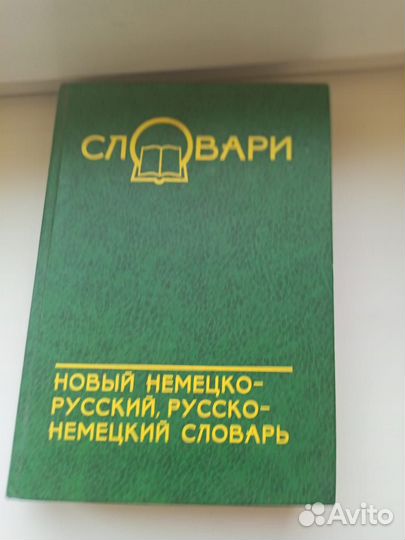 СЛОВАРИ
НОВЫЙ НЕМЕЦКО-
РУССКИЙ, РУССКО-
НЕМЕЦКИЙ СЛОВАРЬ
Avito